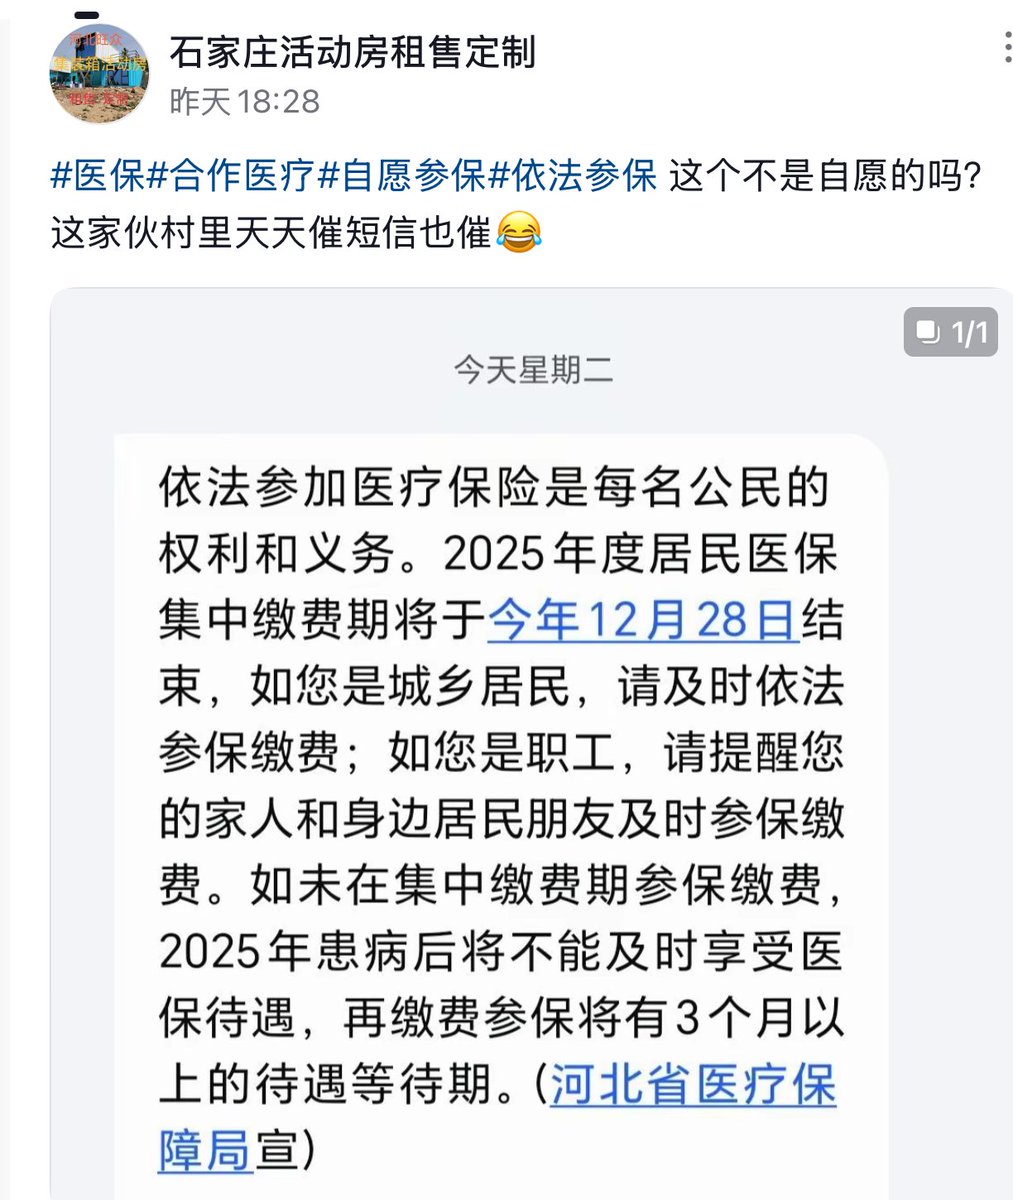 河北旺众
集装箱活动房
石家庄活动房租售定制
昨天18:28
#医保#合作医疗#自愿参保#依法参保 这个不是自愿的吗?
这家伙村里天天催短信也催😂
1/1
今天星期二
依法参加医疗保险是每名公民的
权利和义务。2025年度居民医保
集中缴费期将于今年12月28日结
束，如您是城乡居民，请及时依法
参保缴费；如您是职工，请提醒您
的家人和身边居民朋友及时参保缴
费。如未在集中缴费期参保缴费，
2025年患病后将不能及时享受医
保待遇，再缴费参保将有3个月以
上的待遇等待期。(河北省医疗保
障局宣)